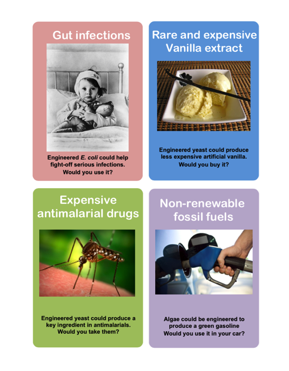 Gut infections
Engineered E. coli could help
fight-off serious infections.
Would you use it?
Rare and expensive
Vanilla extract
Engineered yeast could produce
less expensive artificial vanilla.
Would you buy it?
Expensive
antimalarial drugs
Engineered yeast could produce a
key ingredient in antimalarials.
Would you take them?
Non-renewable
fossil fuels
Algae could be engineered to
produce a green gasoline
Would you use it in your car?